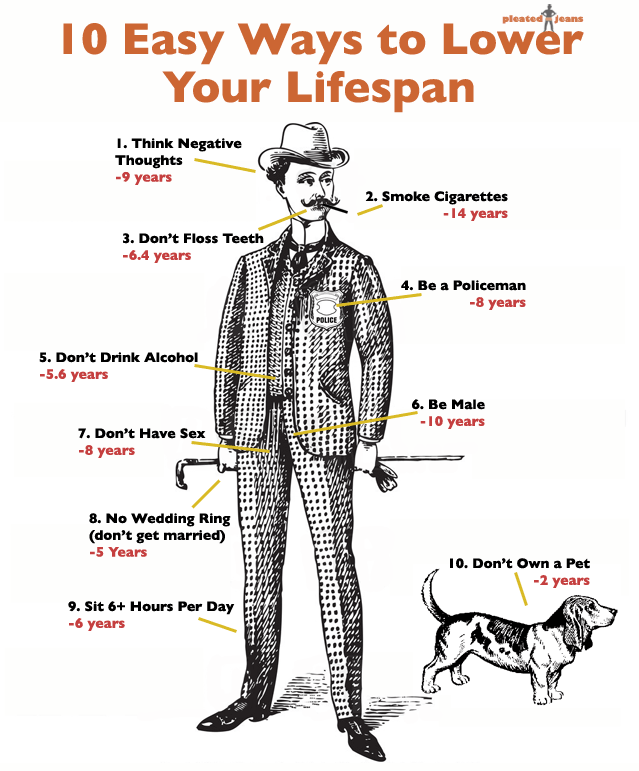 pleated jeans
10 Easy Ways to Lower
Your Lifespan
1. Think Negative
Thoughts
-9 years
2. Smoke Cigarettes
-14 years
3. Don't Floss Teeth
-6.4 years
4. Be a Policeman
-8 years
POLICE
5. Don't Drink Alcohol
-5.6 years
6. Be Male
-10 years
7. Don't Have Sex
-8 years
8. No Wedding Ring
(don't get married)
-5 Years
10. Don't Own a Pet
-2 years
9. Sit 6+ Hours Per Day
-6 years